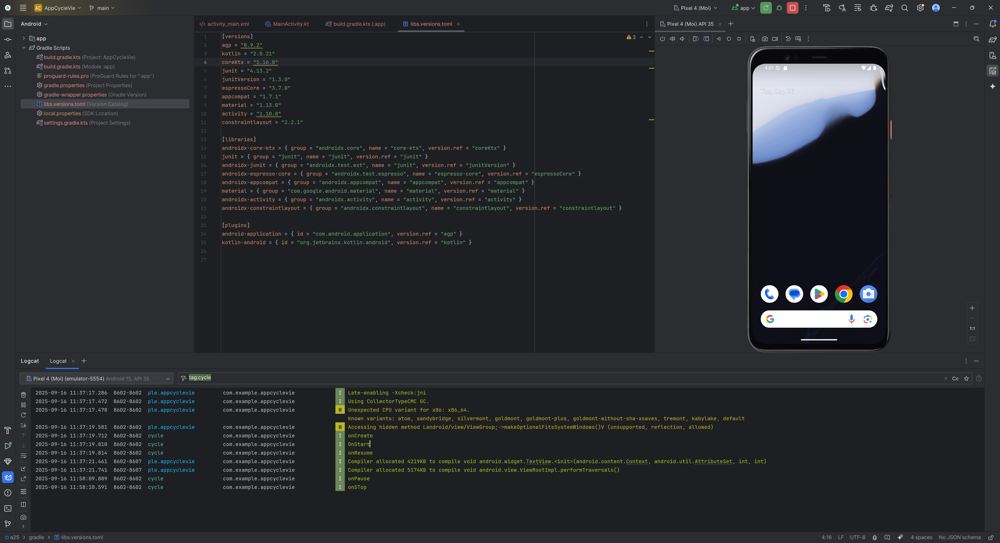 AC AppCycleVie main Pixel 4 (Moi) app
Android
app
Gradle Scripts
build.gradle.kts (Project: AppCycleVie)
build.gradle.kts (Module :app)
proguard-rules.pro (ProGuard Rules for ":app")
gradle.properties (Project Properties)
gradle-wrapper.properties (Gradle Version)
libs.versions.toml (Version Catalog)
local.properties (SDK Location)
settings.gradle.kts (Project Settings)
activity_main.xml MainActivity.kt build.gradle.kts (:app) libs.versions.toml
3
1 [versions]
2 agp = "8.9.2"
3 kotlin = "2.0.21"
4 coreKtx = "1.16.0"
5 junit = "4.13.2"
6 junitVersion = "1.3.0"
7 espressoCore = "3.7.0"
8 appcompat = "1.7.1"
9 material = "1.13.0"
10 activity = "1.10.0"
11 constraintlayout = "2.2.1"
12
13 [libraries]
14 androidx-core-ktx = { group = "androidx.core", name = "core-ktx", version.ref = "coreKtx" }
15 junit = { group = "junit", name = "junit", version.ref = "junit" }
16 androidx-junit = { group = "androidx.test.ext", name = "junit", version.ref = "junitVersion" }
17 androidx-espresso-core = { group = "androidx.test.espresso", name = "espresso-core", version.ref = "espressoCore" }
18 androidx-appcompat = { group = "androidx.appcompat", name = "appcompat", version.ref = "appcompat" }
19 material = { group = "com.google.android.material", name = "material", version.ref = "material" }
20 androidx-activity = { group = "androidx.activity", name = "activity", version.ref = "activity" }
21 androidx-constraintlayout = { group = "androidx.constraintlayout", name = "constraintlayout", version.ref = "constraintlayout" }
22
23 [plugins]
24 android-application = { id = "com.android.application", version.ref = "agp" }
25 kotlin-android = { id = "org.jetbrains.kotlin.android", version.ref = "kotlin" }
26
27
Pixel 4 (Moi) API 35
4:01
Tue, Sep 16
1:1
Logcat Logcat
Pixel 4 (Moi) (emulator-5554) Android 15, API 35 tag:cycle Cc
2025-09-16 11:37:17.286 8602-8602 ple.appcyclevie com.example.appcyclevie I Late-enabling -Xcheck:jni
2025-09-16 11:37:17.472 8602-8602 ple.appcyclevie com.example.appcyclevie I Using CollectorTypeCMC GC.
2025-09-16 11:37:17.478 8602-8602 ple.appcyclevie com.example.appcyclevie W Unexpected CPU variant for x86: x86_64.
Known variants: atom, sandybridge, silvermont, goldmont, goldmont-plus, goldmont-without-sha-xsaves, tremont, kabylake, default
2025-09-16 11:37:19.581 8602-8602 ple.appcyclevie com.example.appcyclevie W Accessing hidden method Landroid/view/ViewGroup;->makeOptionalFitsSystemWindows()V (unsupported, reflection, allowed)
2025-09-16 11:37:19.712 8602-8602 cycle com.example.appcyclevie I onCreate
2025-09-16 11:37:19.810 8602-8602 cycle com.example.appcyclevie I OnStart
2025-09-16 11:37:19.814 8602-8602 cycle com.example.appcyclevie I onResume
2025-09-16 11:37:21.461 8602-8607 ple.appcyclevie com.example.appcyclevie I Compiler allocated 4219KB to compile void android.widget.TextView.<init>(android.content.Context, android.util.AttributeSet, int, int)
2025-09-16 11:37:21.741 8602-8607 ple.appcyclevie com.example.appcyclevie I Compiler allocated 5174KB to compile void android.view.ViewRootImpl.performTraversals()
2025-09-16 11:58:09.889 8602-8602 cycle com.example.appcyclevie I onPause
2025-09-16 11:58:10.591 8602-8602 cycle com.example.appcyclevie I onSTop
a25 > gradle > libs.versions.toml 4:16 LF UTF-8 4 spaces No JSON schema